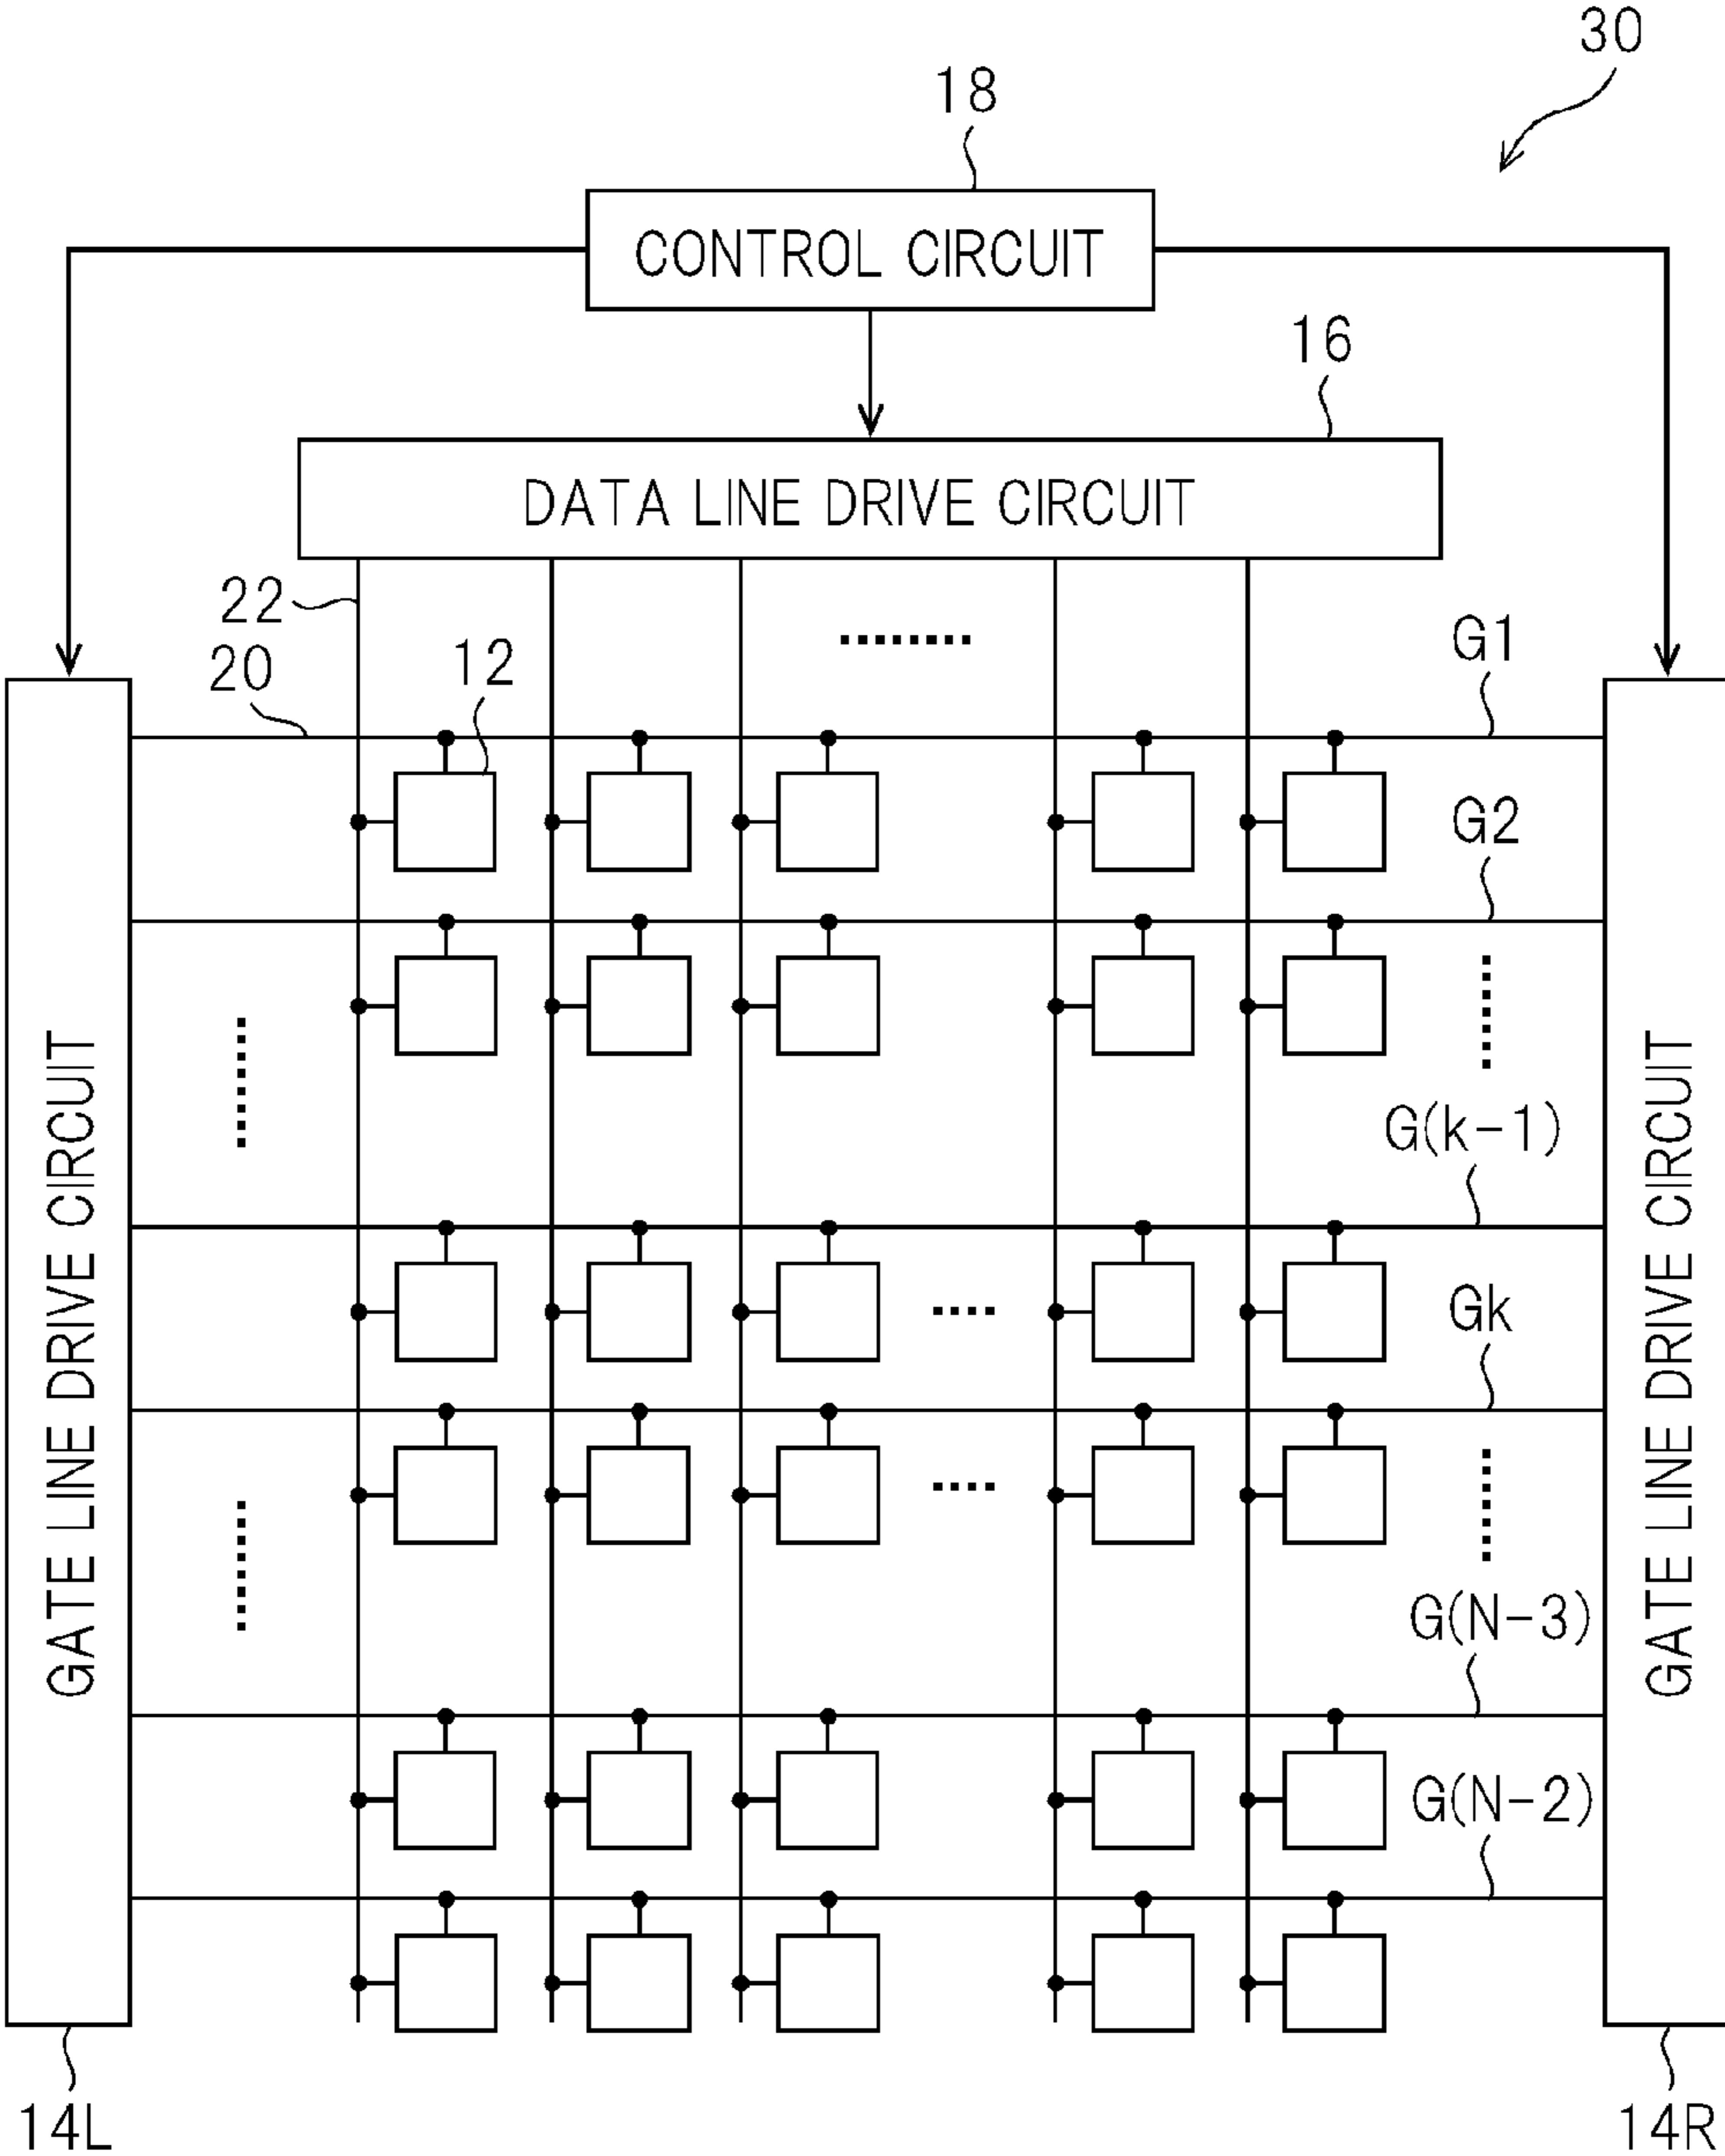 30
18
CONTROL CIRCUIT
16
DATA LINE DRIVE CIRCUIT
22
20
12
G1
G2
G(k-1)
Gk
G(N-3)
G(N-2)
GATE LINE DRIVE CIRCUIT
GATE LINE DRIVE CIRCUIT
14L
14R